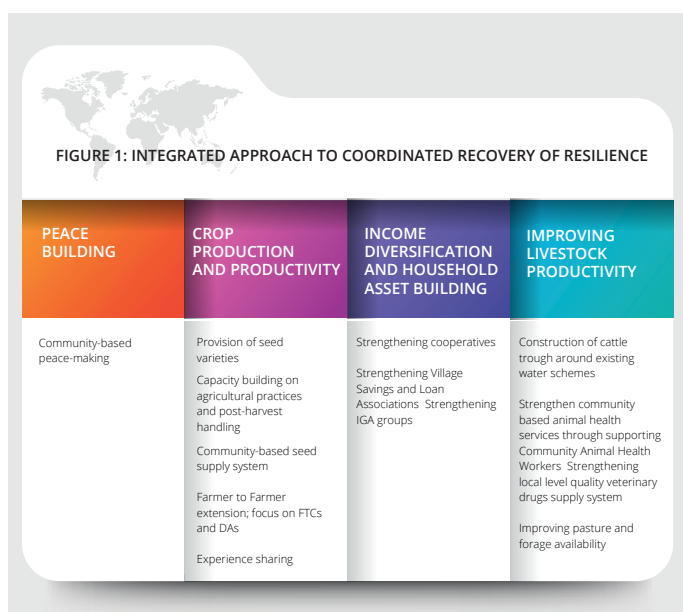 FIGURE 1: INTEGRATED APPROACH TO COORDINATED RECOVERY OF RESILIENCE
PEACE
BUILDING
Community-based
peace-making
CROP
PRODUCTION
AND PRODUCTIVITY
Provision of seed
varieties
Capacity building on
agricultural practices
and post-harvest
handling
Community-based seed
supply system
Farmer to Farmer
extension; focus on FTCs
and DAs
Experience sharing
INCOME
DIVERSIFICATION
AND HOUSEHOLD
ASSET BUILDING
Strengthening cooperatives
Strengthening Village
Savings and Loan
Associations Strengthening
IGA groups
IMPROVING
LIVESTOCK
PRODUCTIVITY
Construction of cattle
trough around existing
water schemes
Strengthen community
based animal health
services through supporting
Community Animal Health
Workers Strengthening
local level quality veterinary
drugs supply system
Improving pasture and
forage availability